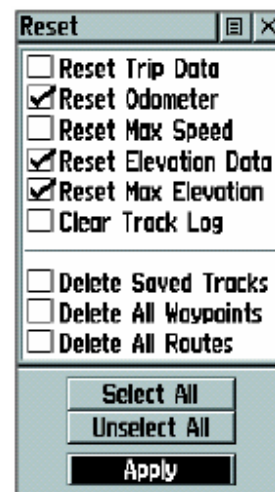 Reset
Reset Trip Data
Reset Odometer
Reset Max Speed
Reset Elevation Data
Reset Max Elevation
Clear Track Log
Delete Saved Tracks
Delete All Waypoints
Delete All Routes
Select All
Unselect All
Apply